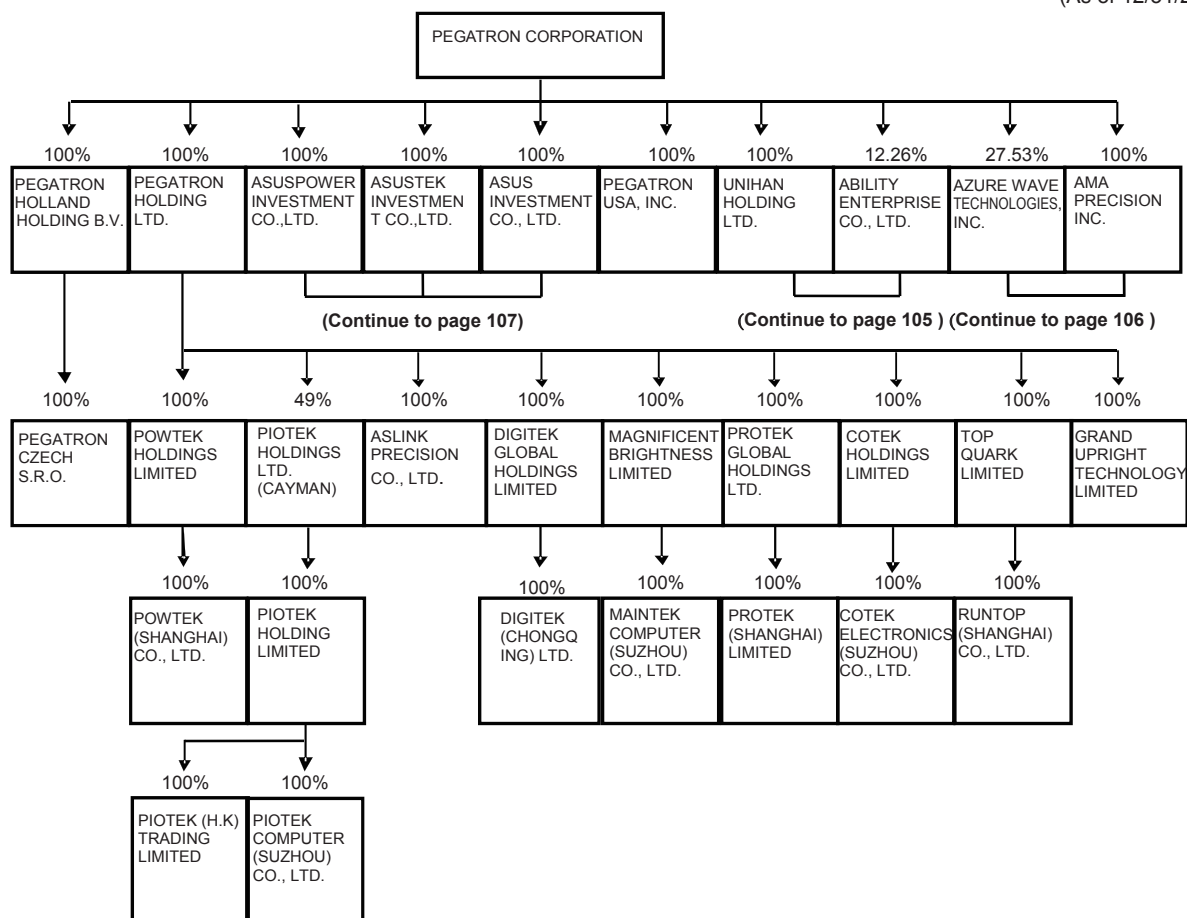 (As of 12/31/2
PEGATRON CORPORATION
100%
100%
100%
100%
100%
100%
100%
12.26%
27.53%
100%
PEGATRON
HOLLAND
HOLDING B.V.
PEGATRON
HOLDING
LTD.
ASUSPOWER
INVESTMENT
CO.,LTD.
ASUSTEK
INVESTMEN
T CO.,LTD.
ASUS
INVESTMENT
CO., LTD.
PEGATRON
USA, INC.
UNIHAN
HOLDING
LTD.
ABILITY
ENTERPRISE
CO., LTD.
AZURE WAVE
TECHNOLOGIES,
INC.
AMA
PRECISION
INC.
(Continue to page 107)
(Continue to page 105 )
(Continue to page 106 )
100%
100%
49%
100%
100%
100%
100%
100%
100%
100%
PEGATRON
CZECH
S.R.O.
POWTEK
HOLDINGS
LIMITED
PIOTEK
HOLDINGS
LTD.
(CAYMAN)
ASLINK
PRECISION
CO., LTD.
DIGITEK
GLOBAL
HOLDINGS
LIMITED
MAGNIFICENT
BRIGHTNESS
LIMITED
PROTEK
GLOBAL
HOLDINGS
LTD.
COTEK
HOLDINGS
LIMITED
TOP
QUARK
LIMITED
GRAND
UPRIGHT
TECHNOLOGY
LIMITED
100%
100%
100%
100%
100%
100%
100%
POWTEK
(SHANGHAI)
CO., LTD.
PIOTEK
HOLDING
LIMITED
DIGITEK
(CHONGQ
ING) LTD.
MAINTEK
COMPUTER
(SUZHOU)
CO., LTD.
PROTEK
(SHANGHAI)
LIMITED
COTEK
ELECTRONICS
(SUZHOU)
CO., LTD.
RUNTOP
(SHANGHAI)
CO., LTD.
100%
100%
PIOTEK (H.K)
TRADING
LIMITED
PIOTEK
COMPUTER
(SUZHOU)
CO., LTD.